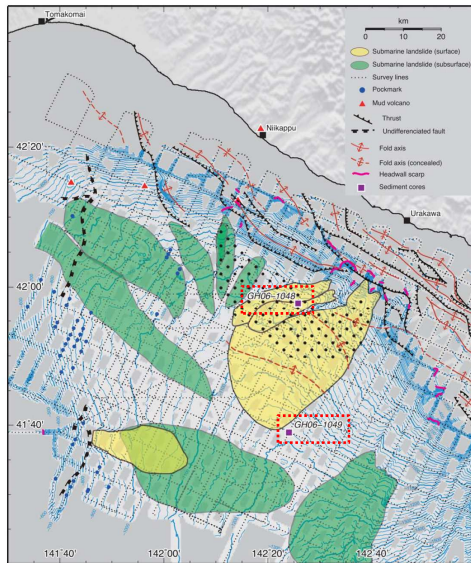 Tomakomai
km
0 10 20
Submarine landslide (surface)
Submarine landslide (subsurface)
Survey lines
Pockmark
Mud volcano
Thrust
Undifferenciated fault
Fold axis
Fold axis (concealed)
Headwall scarp
Sediment cores
Niikappu
42°20'
Urakawa
42°00'
GH06-1048
41°40'
GH06-1049
141°40' 142°00' 142°20' 142°40'